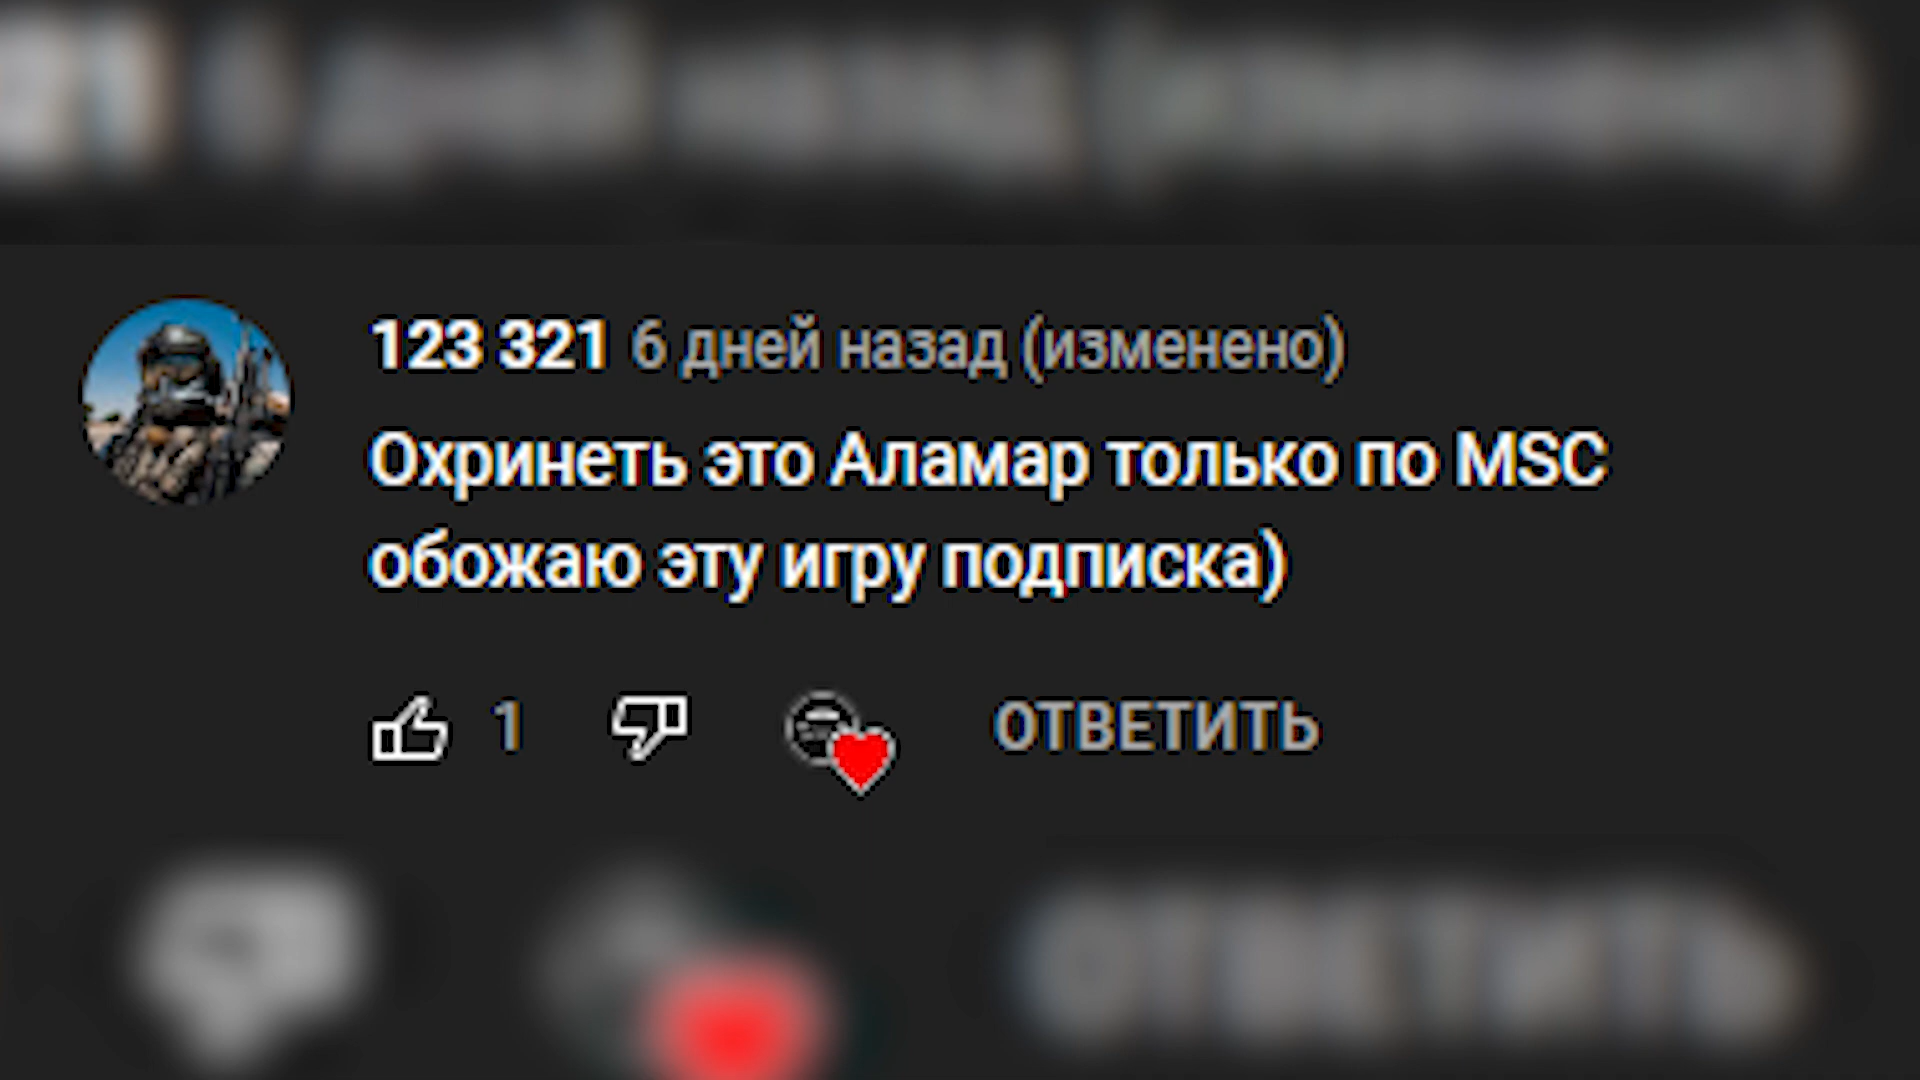 123 321 6 дней назад (изменено)
Охринеть это Аламар только по MSC
обожаю эту игру подписка)
1 ОТВЕТИТЬ